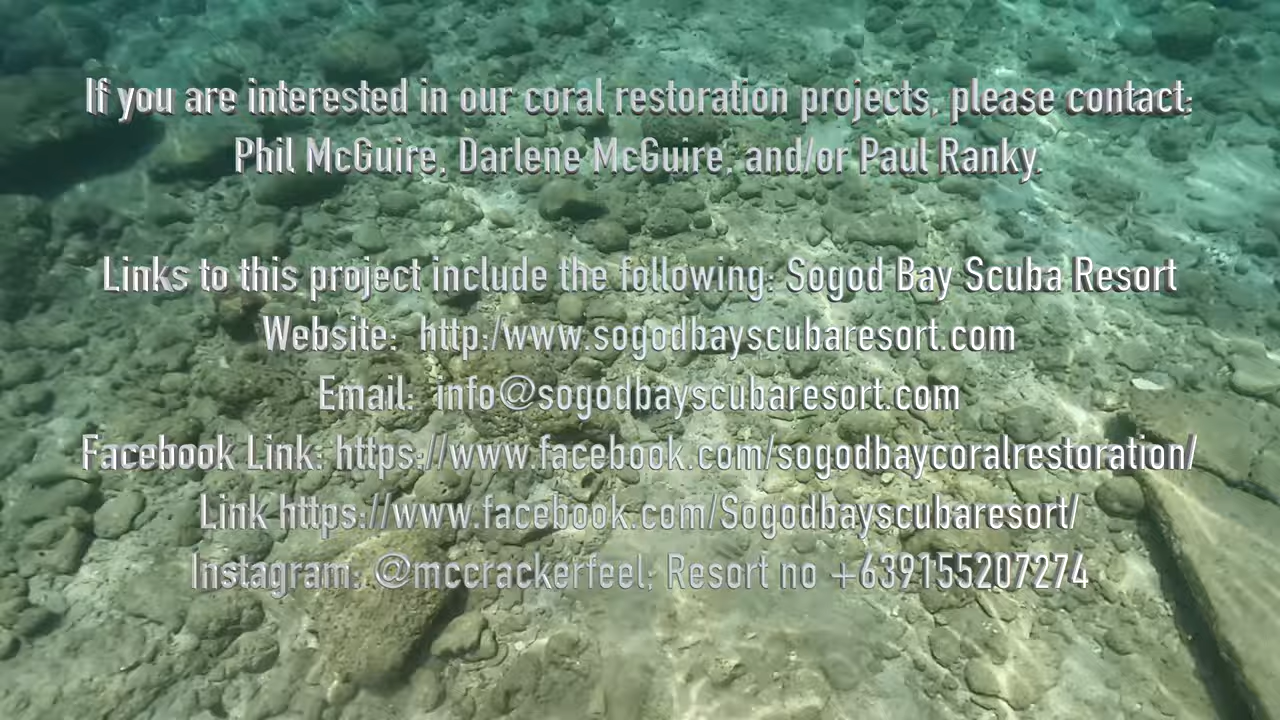 If you are interested in our coral restoration projects, please contact:
Phil McGuire, Darlene McGuire, and/or Paul Ranky.
Links to this project include the following: Sogod Bay Scuba Resort
Website: http:/www.sogodbayscubaresort.com
Email: info@sogodbayscubaresort.com
Facebook Link: https://www.facebook.com/sogodbaycoralrestoration/
Link https://www.facebook.com/Sogodbayscubaresort/
Instagram: @mccrackerfeel; Resort no +639155207274